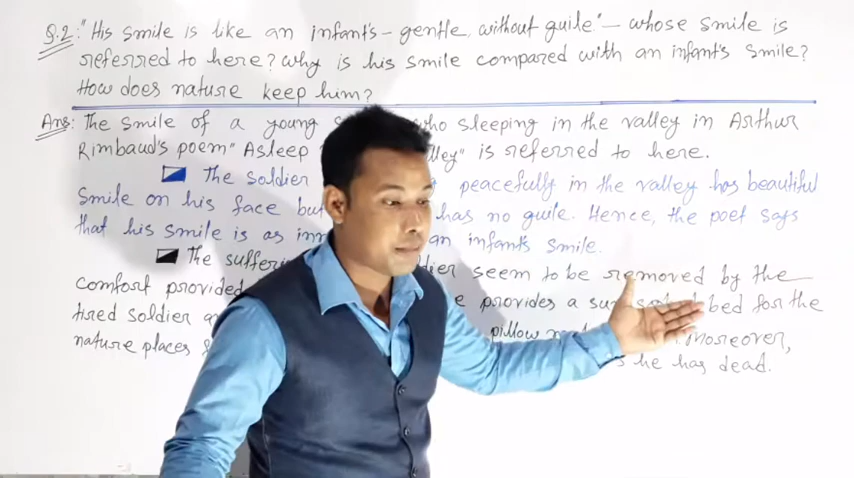 Q.2: "His smile is like an infant's - gentle, without guile." - whose smile is
referred to here? why is his smile compared with an infant's smile?
How does nature keep him?
Ans: The smile of a young who sleeping in the valley in Arthur
Rimbaud's poem "Asleep is referred to here.
The soldier peacefully in the valley has beautiful
smile on his face but has no guile. Hence, the poet says
that his smile is as an infant's smile.
The seem to be removed by the
comfort provided provides a bed for the
tired soldier pillow Moreover,
nature places he has dead.